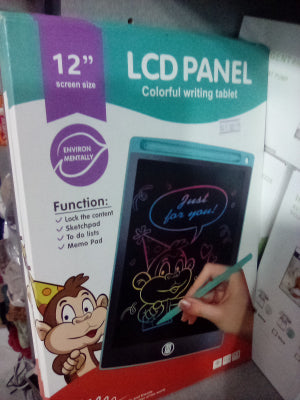 12”
screen size
LCD PANEL
Colorful writing tablet
ENVIRON
MENTALLY
Function:
Lock the content
Sketchpad
To do lists
Memo Pad
Just
for you!